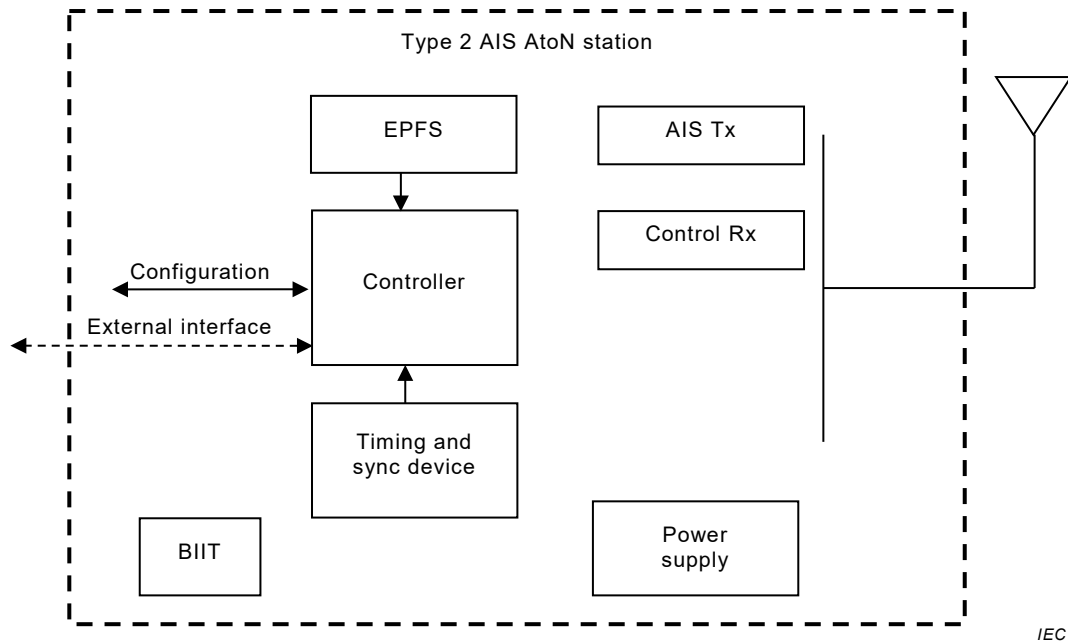 Type 2 AIS AtoN station
EPFS
AIS Tx
Control Rx
Configuration
Controller
External interface
Timing and
sync device
BIIT
Power
supply
IEC